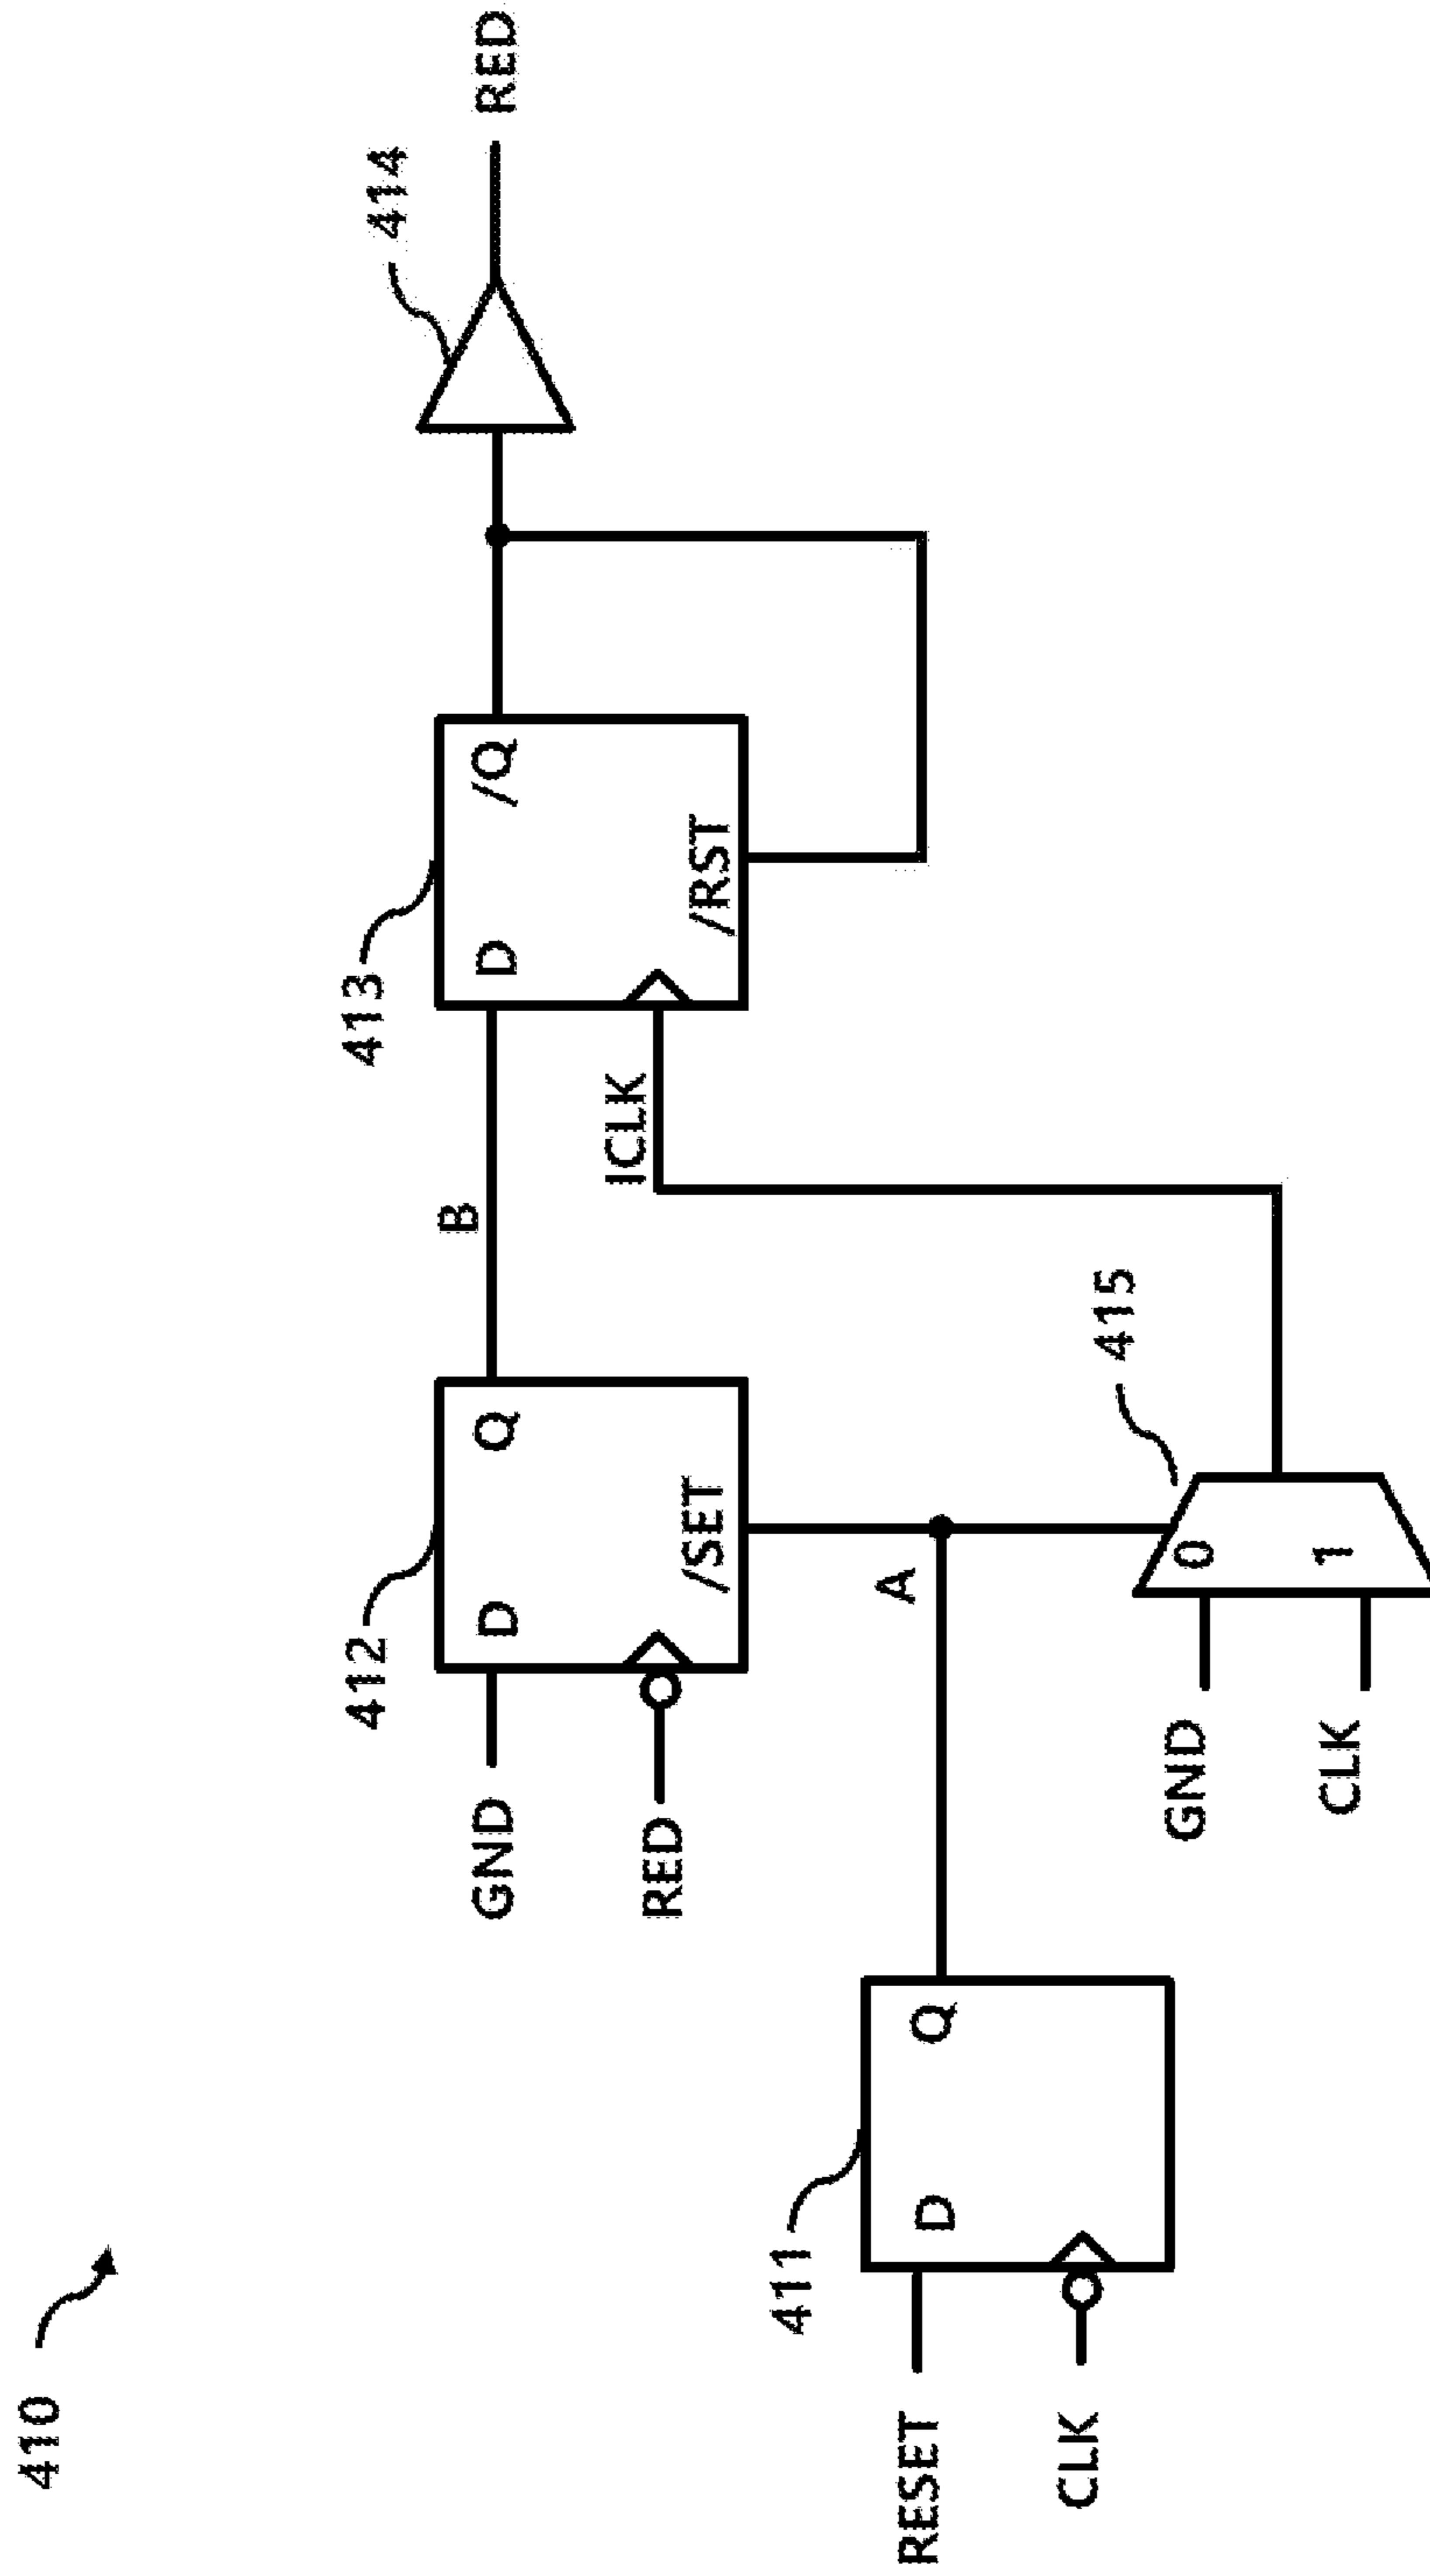 410
RESET
CLK
411
D
Q
A
GND
RED
412
D
Q
/SET
GND
CLK
0
1
415
B
ICLK
413
D
/Q
/RST
414
RED